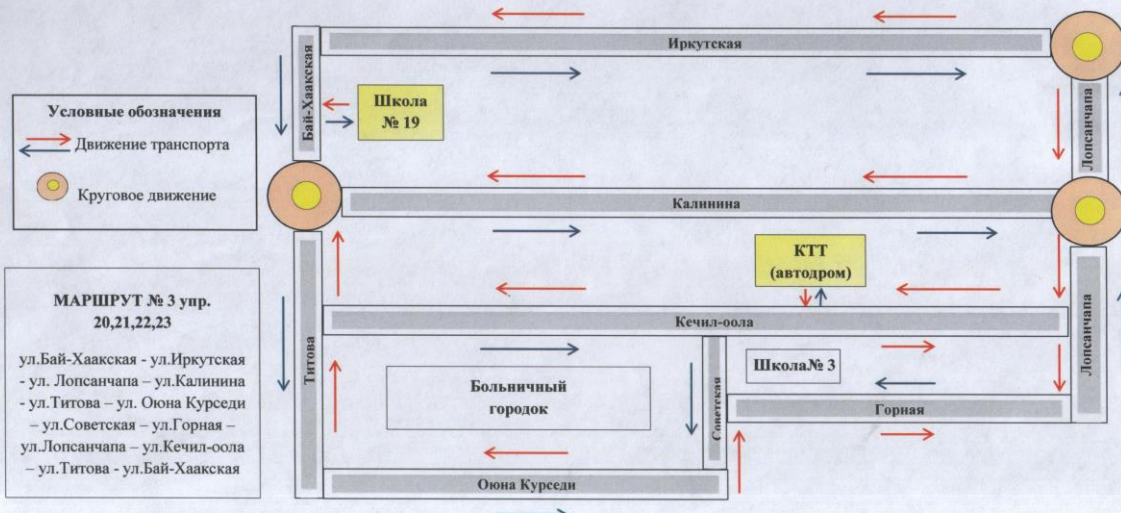 Иркутская
Бай-Хаакская
Школа
№ 19
Лопсанчапа
Условные обозначения
Движение транспорта
Круговое движение
Калинина
КТТ
(автодром)
МАРШРУТ № 3 упр.
20,21,22,23
ул.Бай-Хаакская - ул.Иркутская
- ул. Лопсанчапа – ул.Калинина
- ул.Титова – ул. Оюна Курседи
– ул.Советская – ул.Горная –
ул.Лопсанчапа – ул.Кечил-оола
– ул.Титова - ул.Бай-Хаакская
Титова
Кечил-оола
Лопсанчапа
Больничный
городок
Советская
Школа№ 3
Горная
Оюна Курседи